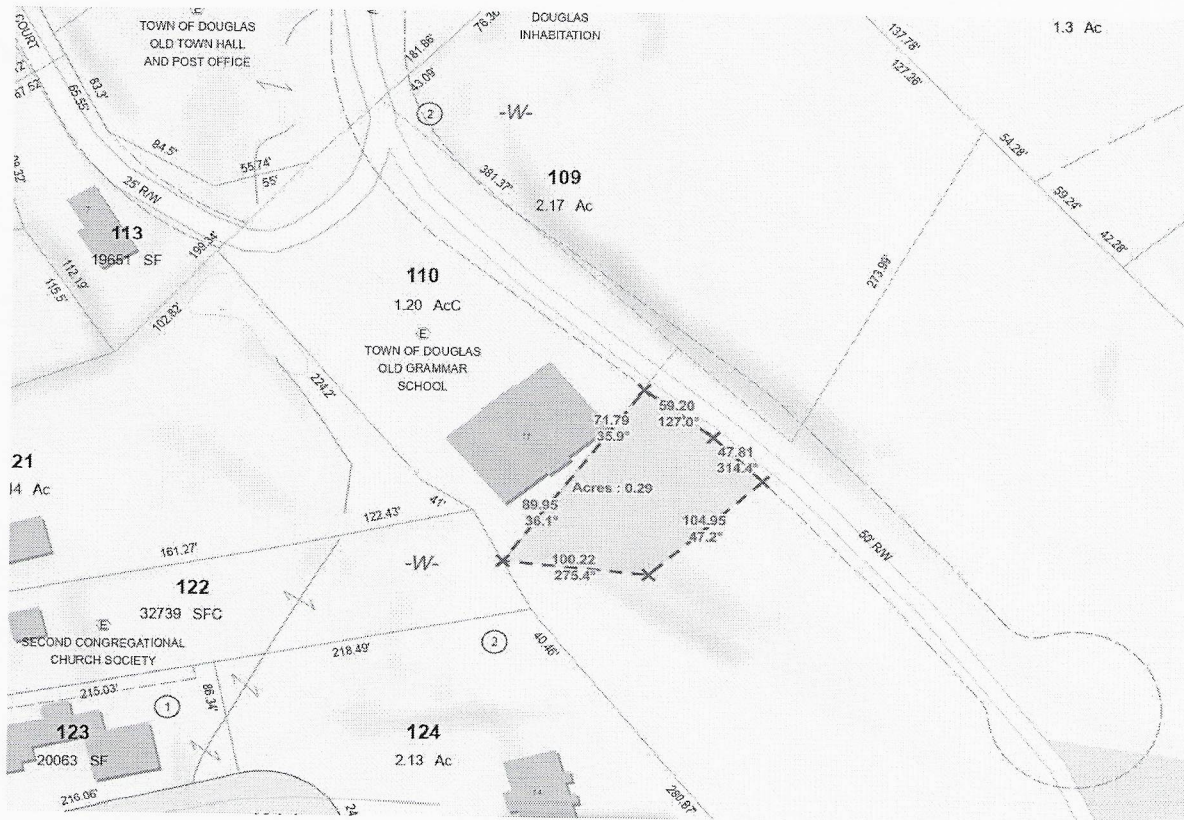 TOWN OF DOUGLAS
OLD TOWN HALL
AND POST OFFICE
DOUGLAS
INHABITATION
1.3 Ac
COURT
63.3'
65.55'
84.5'
55.74'
55'
25' R/W
181.86'
43.09'
2
-W-
381.37'
109
2.17 Ac
137.78'
127.26'
54.28'
59.24'
42.28'
273.99'
113
19651 SF
112.19'
115.5'
102.82'
199.34'
110
1.20 AcC
E
TOWN OF DOUGLAS
OLD GRAMMAR
SCHOOL
224.2'
71.79
35.9°
59.20
127.0°
47.81
314.4°
Acres : 0.29
89.95
36.1°
104.95
47.2°
100.22
275.4°
50' R/W
21
14 Ac
41'
122.43'
161.27'
-W-
122
32739 SFC
E
SECOND CONGREGATIONAL
CHURCH SOCIETY
218.49'
2
40.46'
215.03'
1
86.34'
123
20063 SF
124
2.13 Ac
14
216.06'
280.87'